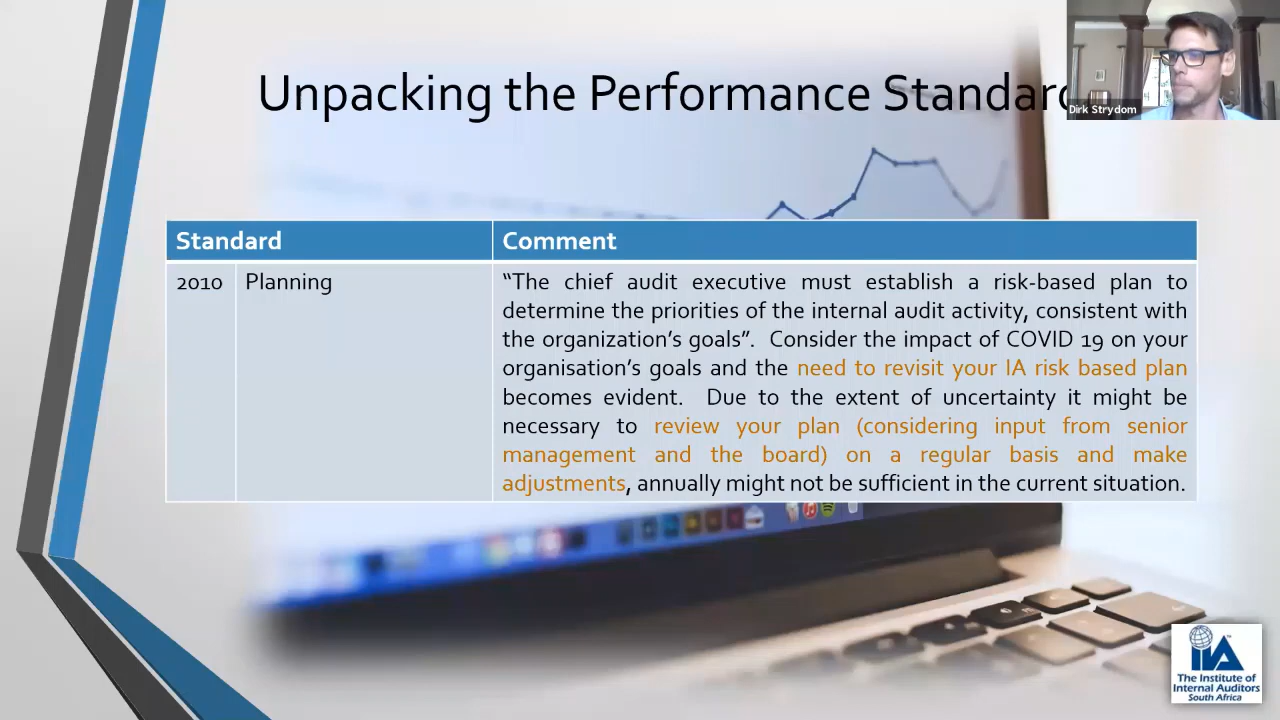 Unpacking the Performance Standard
Dirk Strydom
Standard
Comment
2010
Planning
“The chief audit executive must establish a risk-based plan to
determine the priorities of the internal audit activity, consistent with
the organization’s goals”. Consider the impact of COVID 19 on your
organisation’s goals and the need to revisit your IA risk based plan
becomes evident. Due to the extent of uncertainty it might be
necessary to review your plan (considering input from senior
management and the board) on a regular basis and make
adjustments, annually might not be sufficient in the current situation.
IIA
The Institute of
Internal Auditors
South Africa